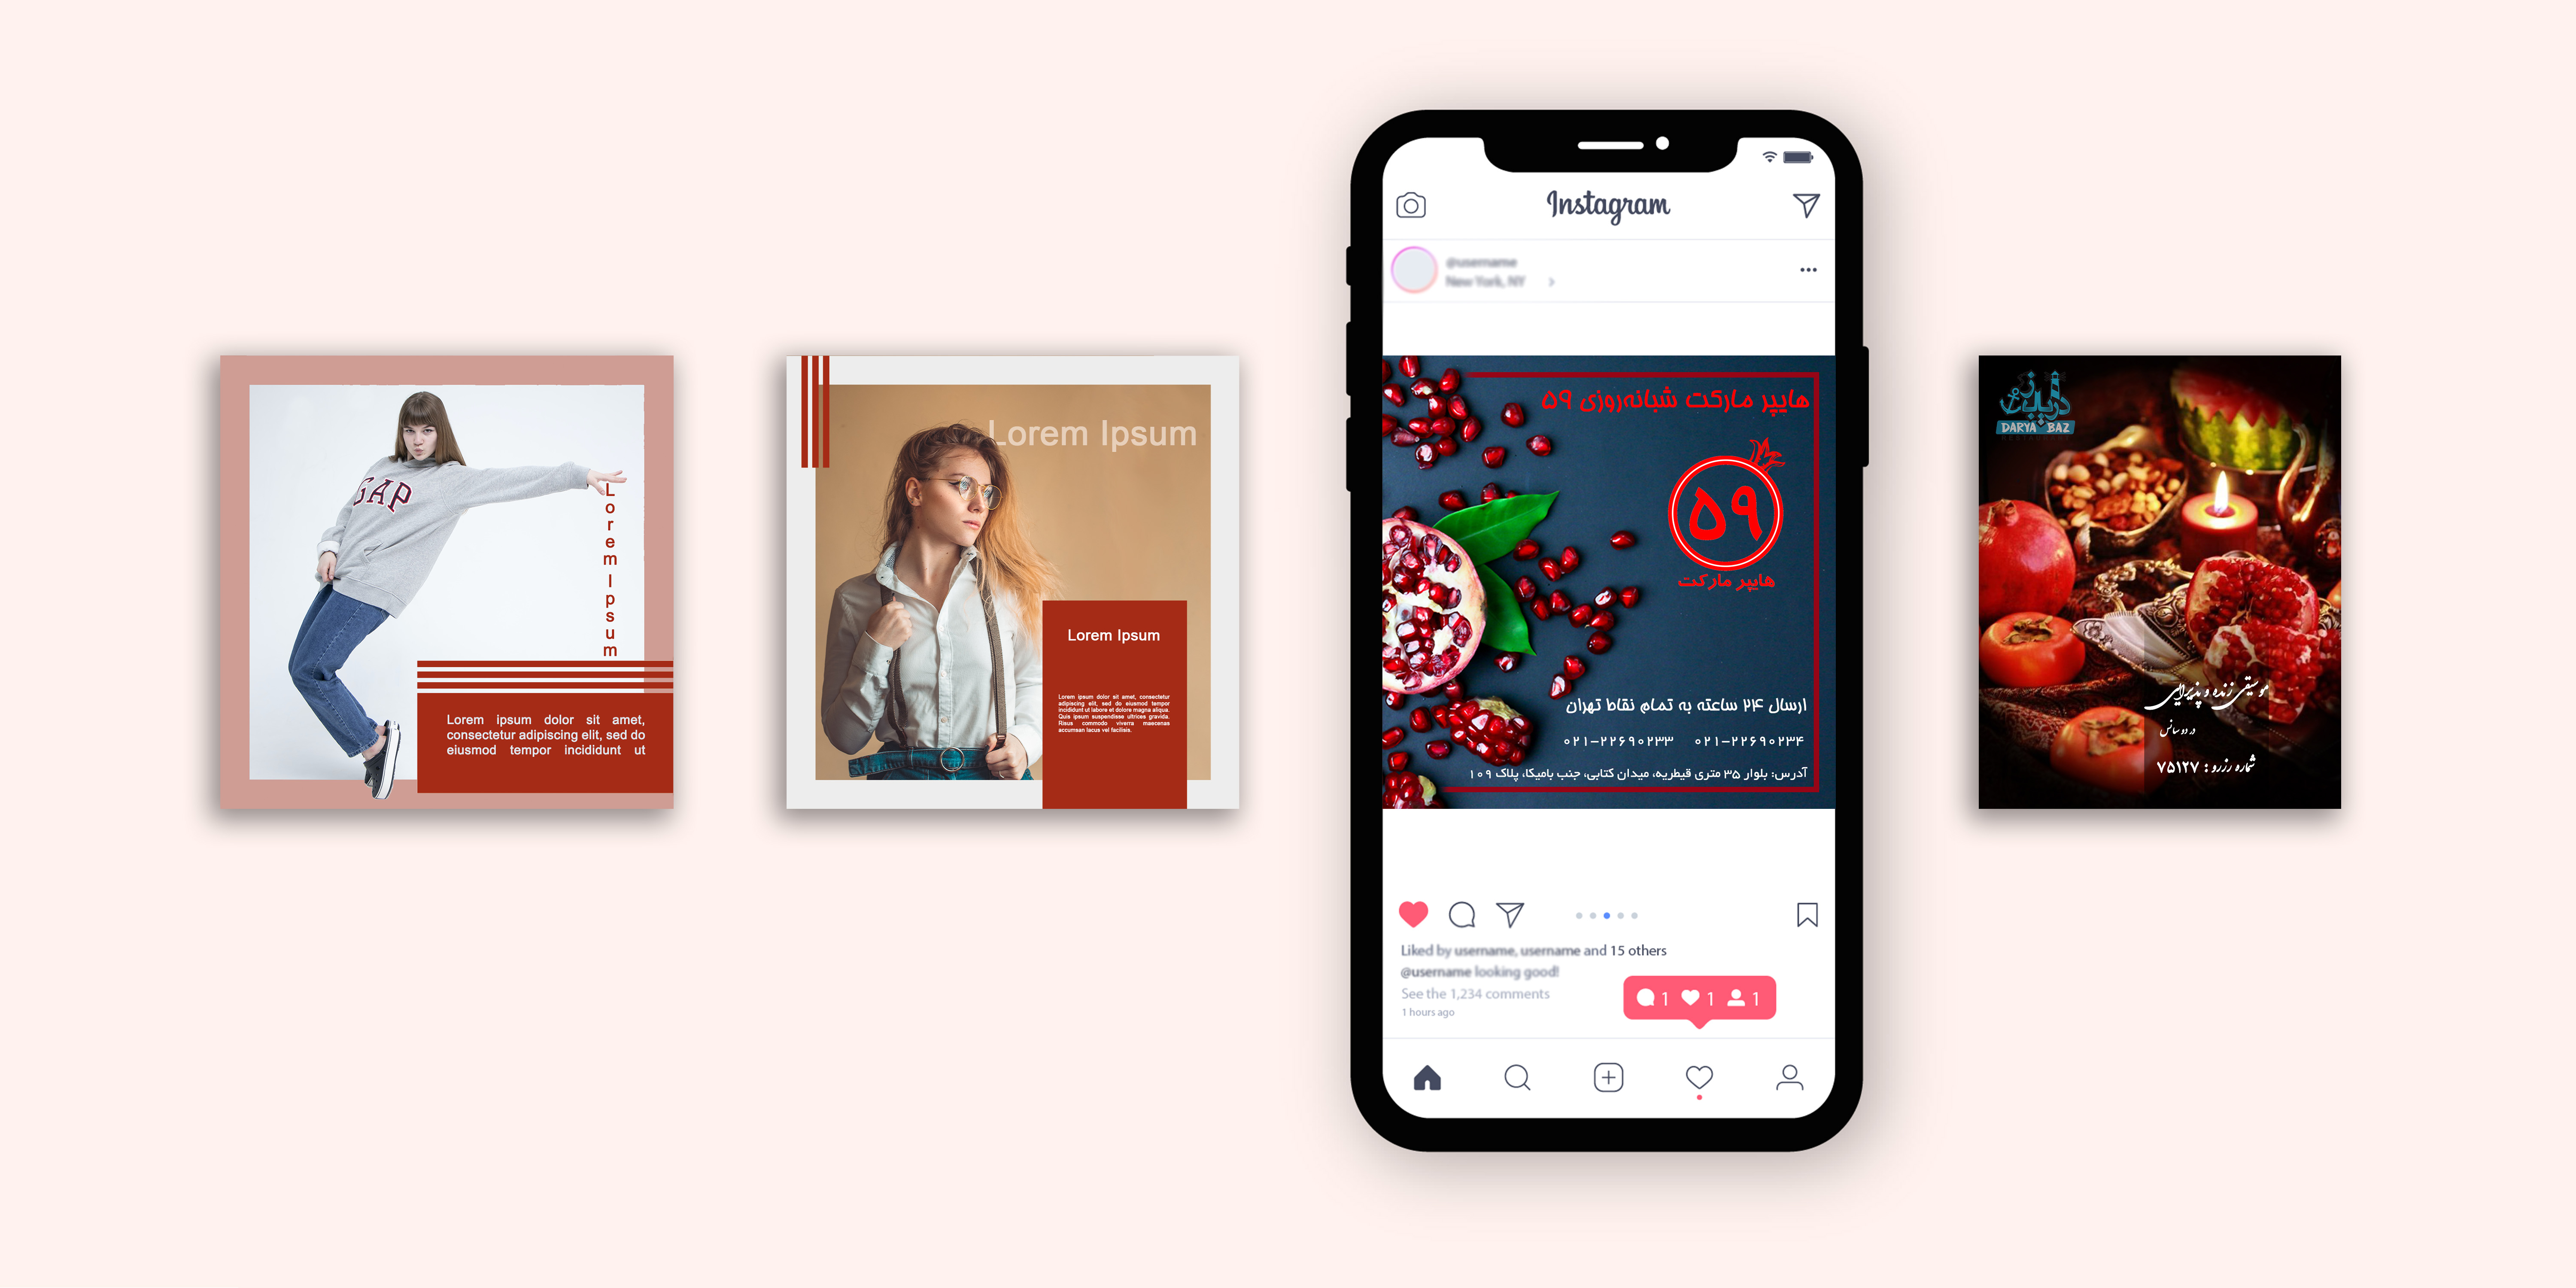 GAP
Lorem Ipsum
Lorem ipsum dolor sit amet,
consectetur adipiscing elit, sed do
eiusmod tempor incididunt ut
Lorem Ipsum
Lorem Ipsum
Lorem ipsum dolor sit amet, consectetur
adipiscing elit, sed do eiusmod tempor
incididunt ut labore et dolore magna aliqua.
Quis ipsum suspendisse ultrices gravida.
Risus commodo viverra maecenas
accumsan lacus vel facilisis.
Instagram
@username
New York, NY
هایپر مارکت شبانه‌روزی ۵۹
۵۹
هایپر مارکت
ارسال ۲۴ ساعته به تمام نقاط تهران
۰۲۱-۲۲۶۹۰۲۳۳ ۰۲۱-۲۲۶۹۰۲۳۴
آدرس: بلوار ۳۵ متری قیطریه، میدان کتابی، جنب بامیکا، پلاک ۱۰۹
Liked by username, username and 15 others
@username looking good!
See the 1,234 comments
1 hours ago
1 1 1
دریاباز
DARYA BAZ
موسیقی زنده و پذیرایی
در دو سانس
شماره رزرو : ۷۵۱۲۷